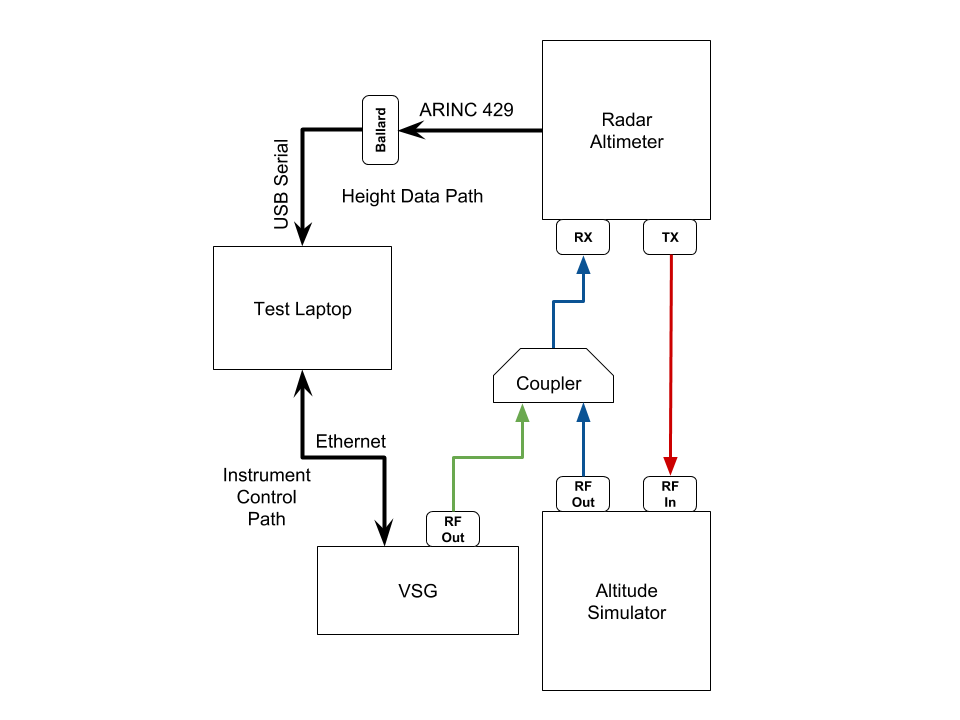 ARINC 429
Ballard
Radar
Altimeter
USB Serial
Height Data Path
RX
TX
Test Laptop
Coupler
Ethernet
Instrument
Control
Path
RF
Out
RF
In
RF
Out
VSG
Altitude
Simulator